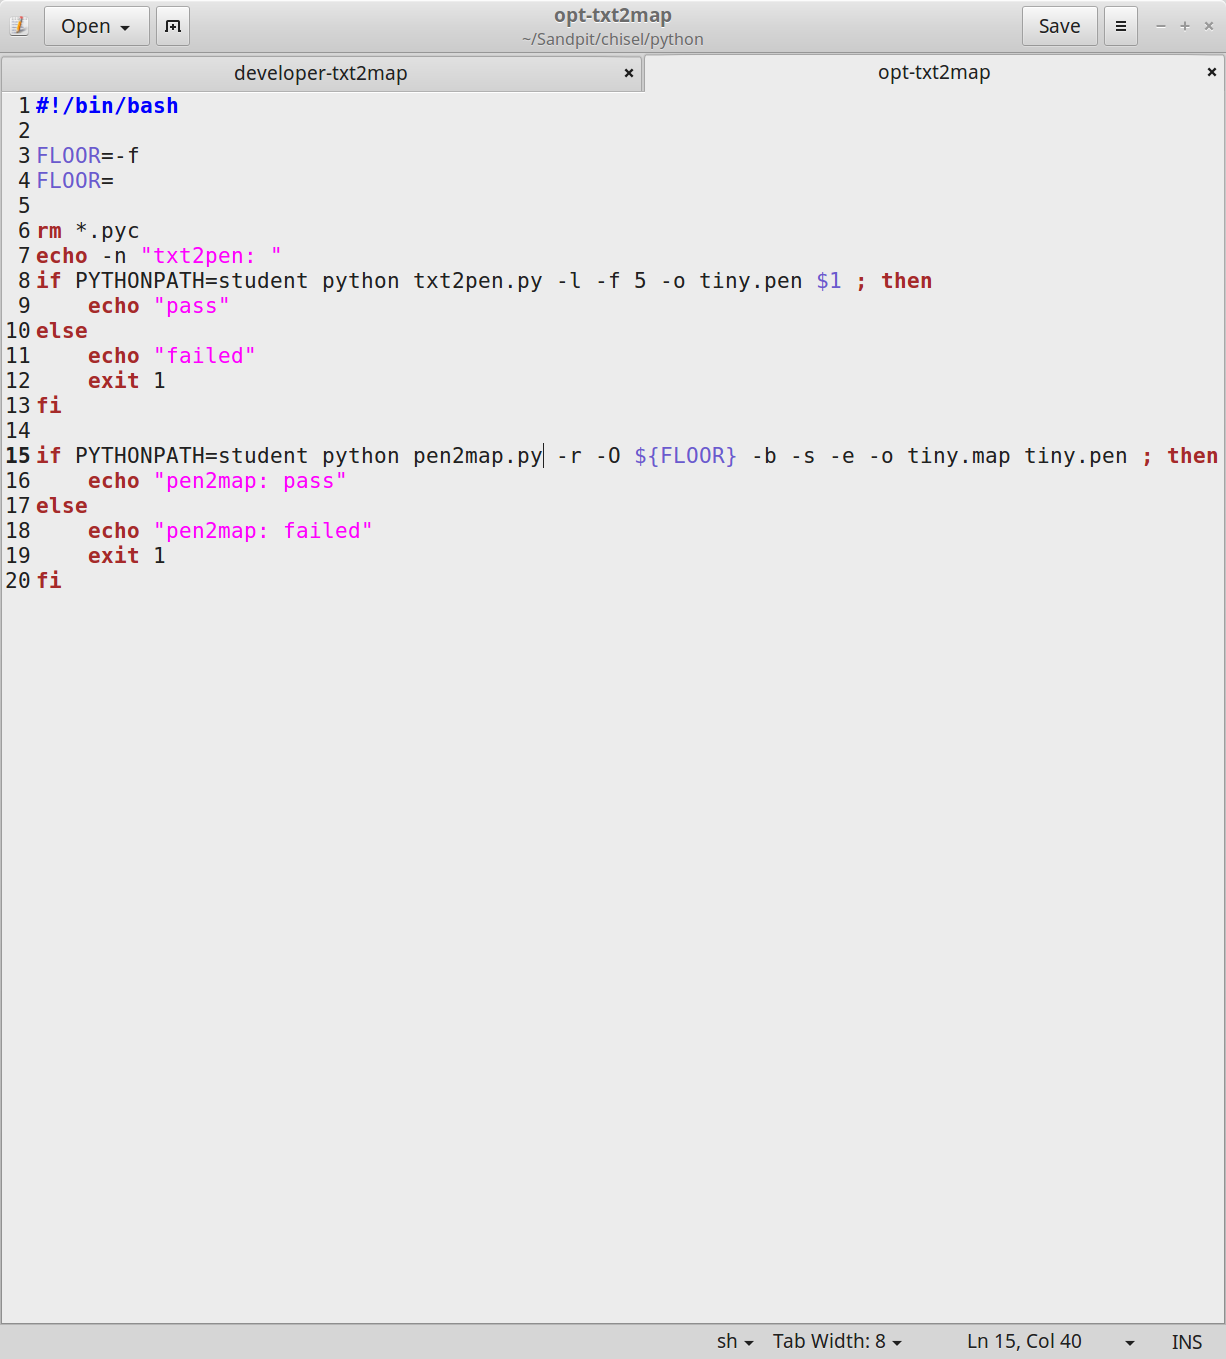 Open
opt-txt2map
~/Sandpit/chisel/python
Save
developer-txt2map
opt-txt2map
1 #!/bin/bash
2
3 FLOOR=-f
4 FLOOR=
5
6 rm *.pyc
7 echo -n "txt2pen: "
8 if PYTHONPATH=student python txt2pen.py -l -f 5 -o tiny.pen $1 ; then
9     echo "pass"
10 else
11     echo "failed"
12     exit 1
13 fi
14
15 if PYTHONPATH=student python pen2map.py -r -O ${FLOOR} -b -s -e -o tiny.map tiny.pen ; then
16     echo "pen2map: pass"
17 else
18     echo "pen2map: failed"
19     exit 1
20 fi
sh Tab Width: 8 Ln 15, Col 40 INS